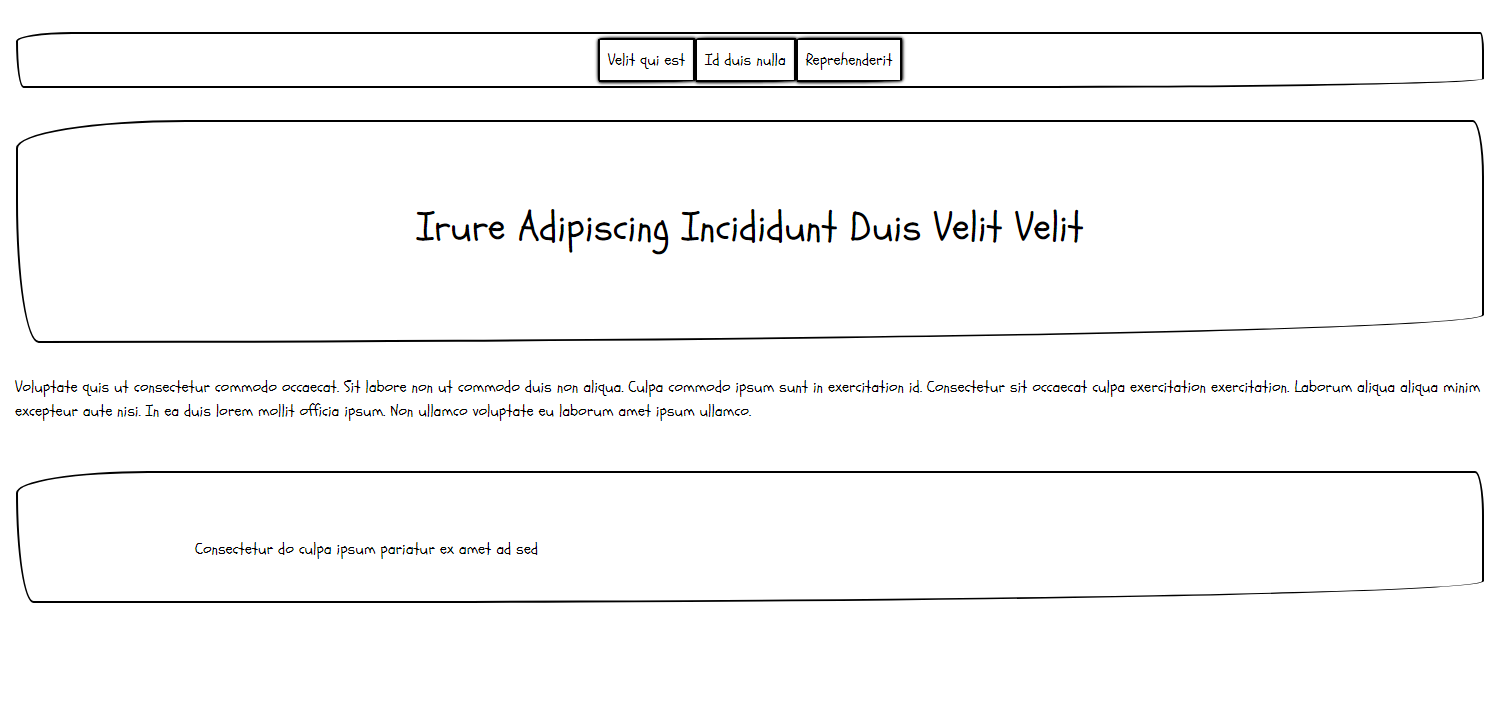 Velit qui est Id duis nulla Reprehenderit
Irure Adipiscing Incididunt Duis Velit Velit
Voluptate quis ut consectetur commodo occaecat. Sit labore non ut commodo duis non aliqua. Culpa commodo ipsum sunt in exercitation id. Consectetur sit occaecat culpa exercitation exercitation. Laborum aliqua aliqua minim
excepteur aute nisi. In ea duis lorem mollit officia ipsum. Non ullamco voluptate eu laborum amet ipsum ullamco.
Consectetur do culpa ipsum pariatur ex amet ad sed